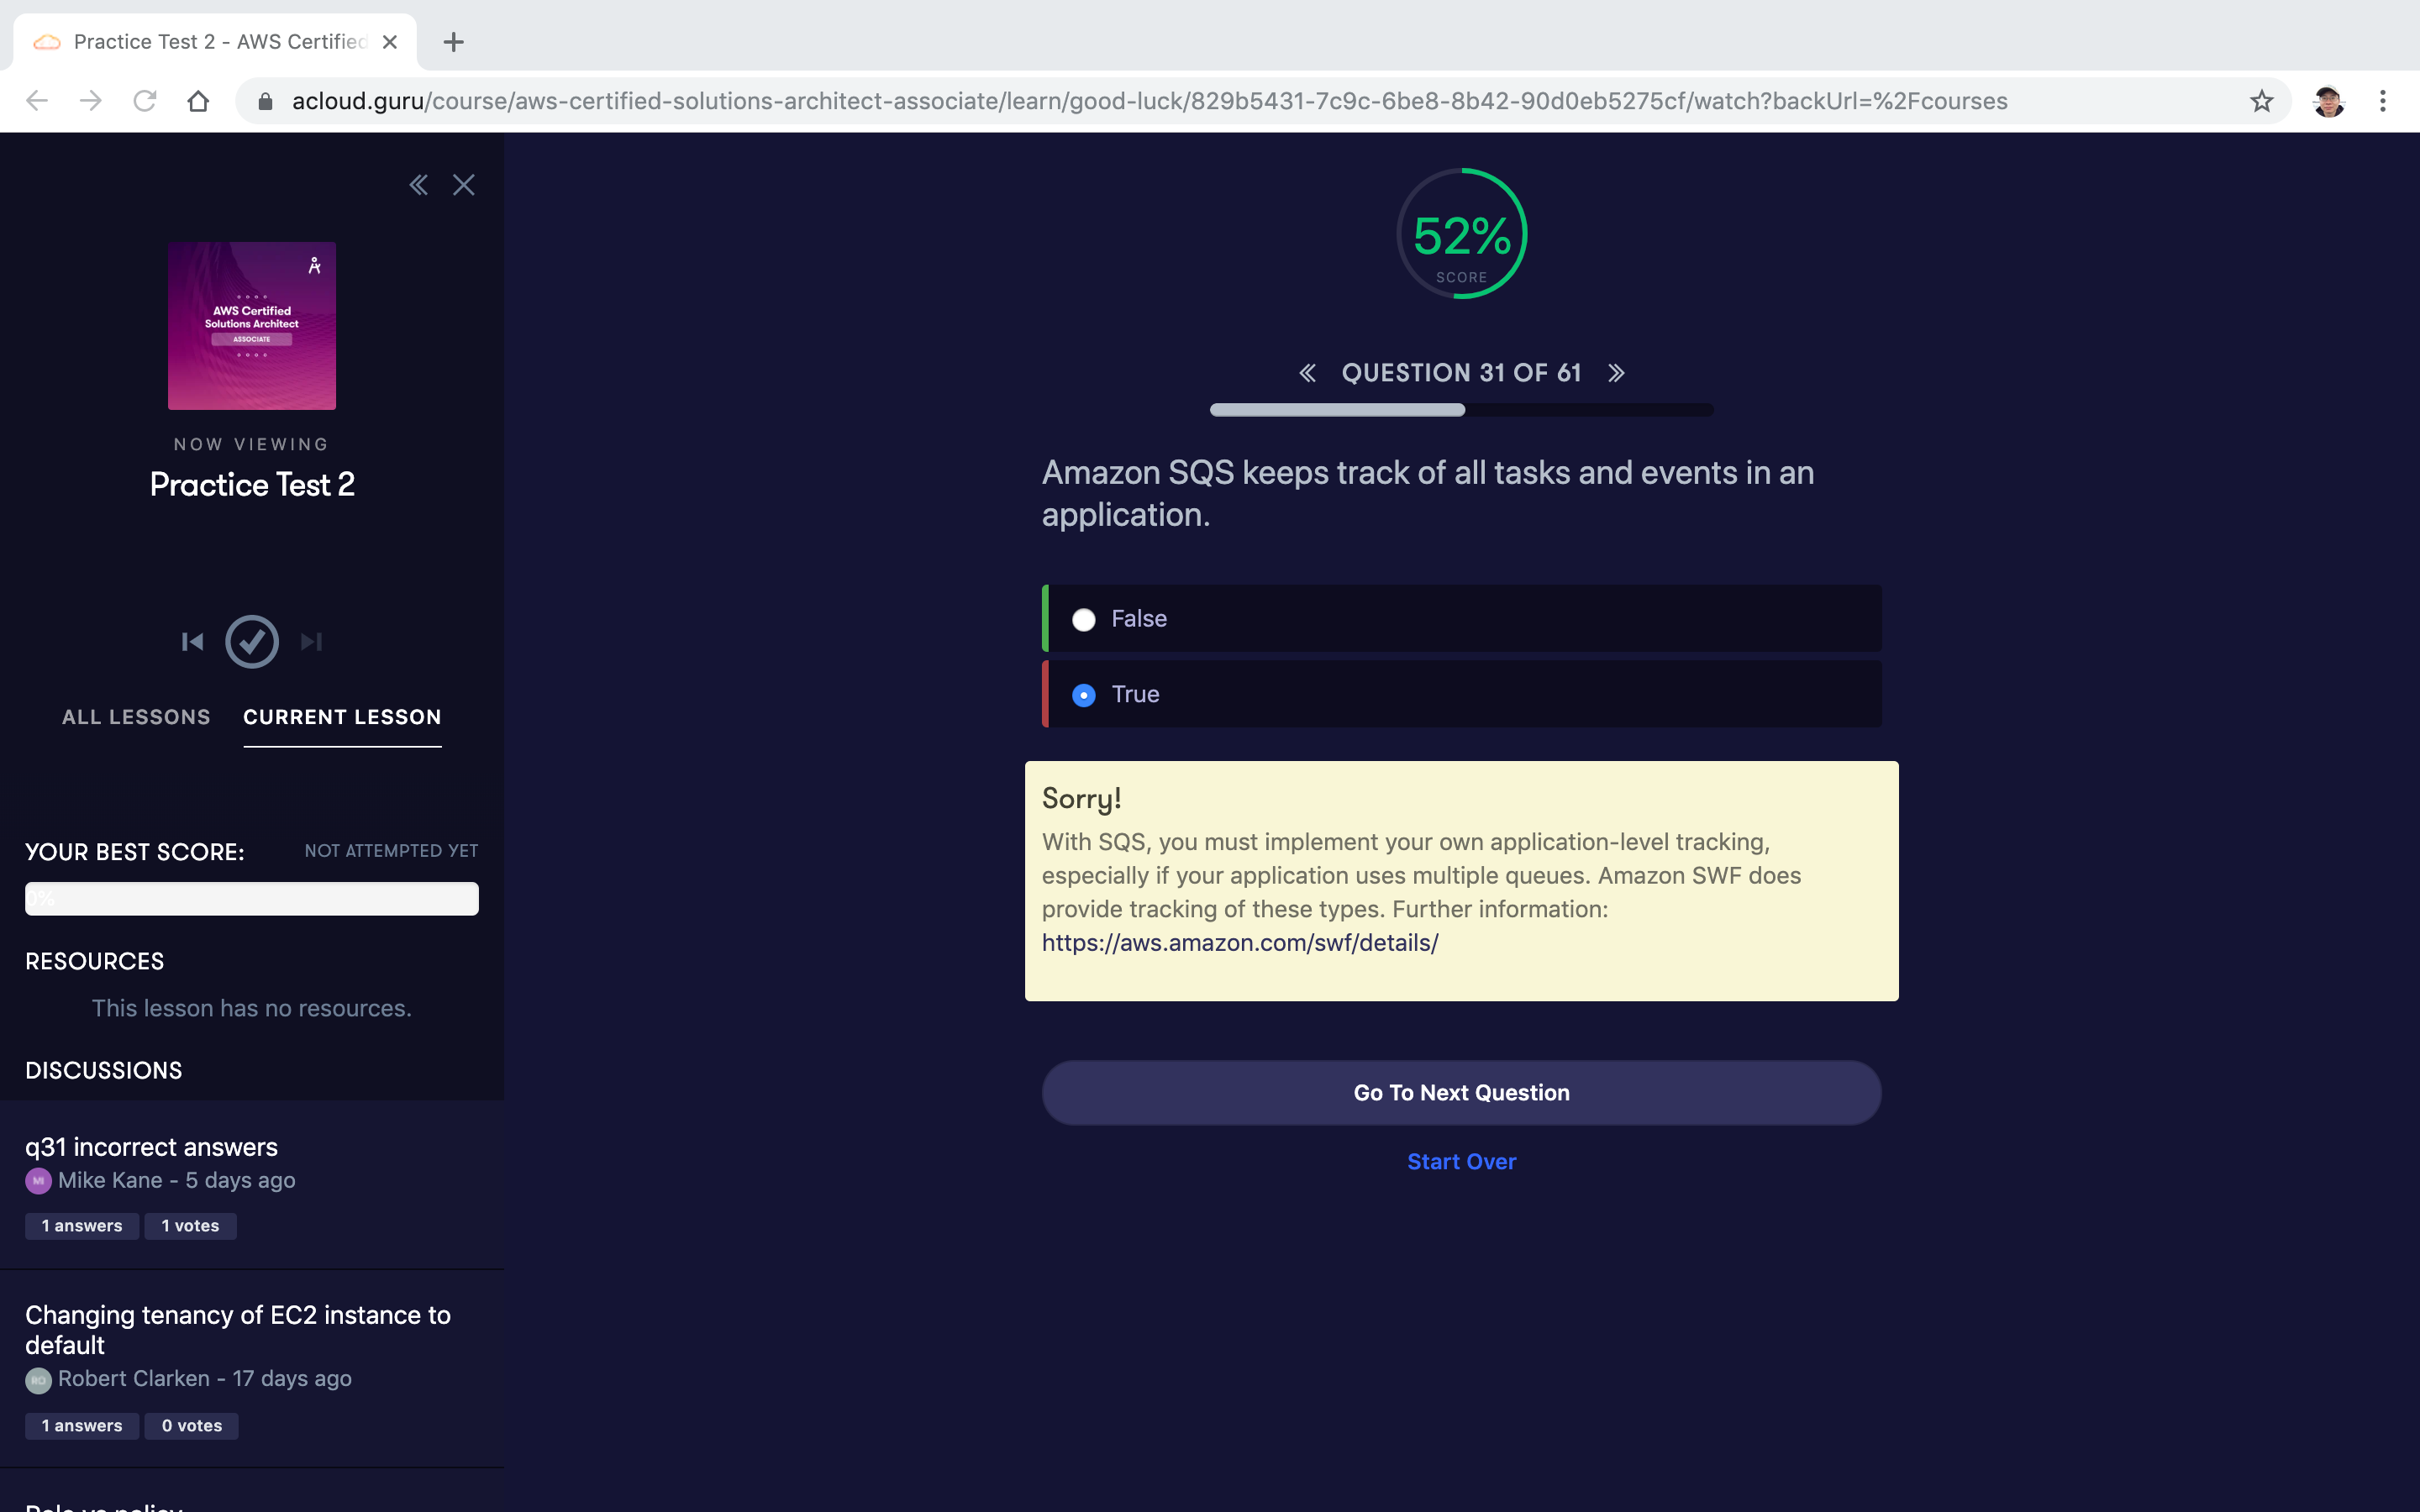 Practice Test 2 - AWS Certified
acloud.guru/course/aws-certified-solutions-architect-associate/learn/good-luck/829b5431-7c9c-6be8-8b42-90d0eb5275cf/watch?backUrl=%2Fcourses
AWS Certified
Solutions Architect
ASSOCIATE
NOW VIEWING
Practice Test 2
ALL LESSONS
CURRENT LESSON
YOUR BEST SCORE:
NOT ATTEMPTED YET
0%
RESOURCES
This lesson has no resources.
DISCUSSIONS
q31 incorrect answers
MI
Mike Kane - 5 days ago
1 answers
1 votes
Changing tenancy of EC2 instance to
default
Robert Clarken - 17 days ago
1 answers
0 votes
Role vs policy
52%
SCORE
QUESTION 31 OF 61
Amazon SQS keeps track of all tasks and events in an
application.
False
True
Sorry!
With SQS, you must implement your own application-level tracking,
especially if your application uses multiple queues. Amazon SWF does
provide tracking of these types. Further information:
https://aws.amazon.com/swf/details/
Go To Next Question
Start Over